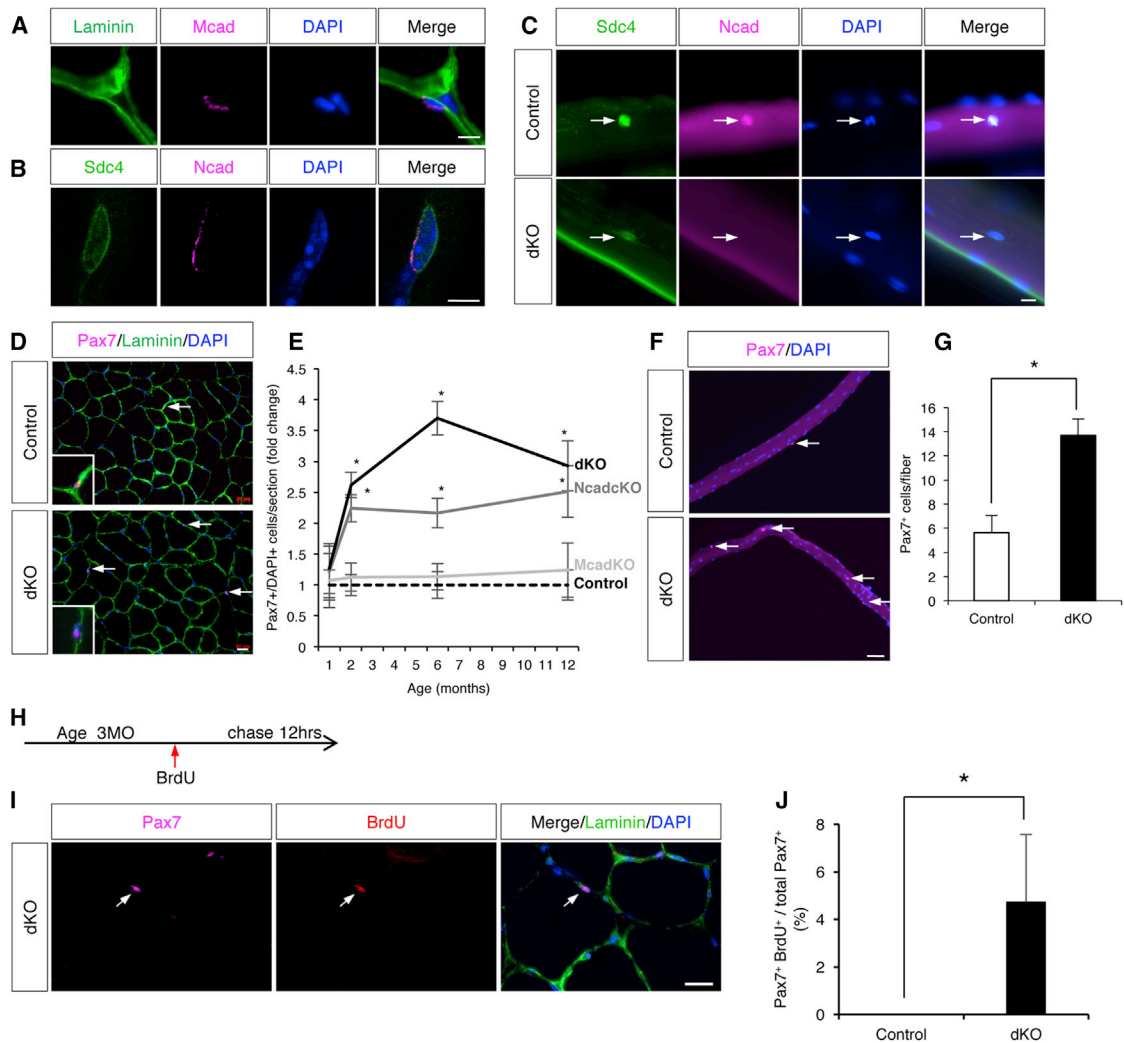 A
Laminin Mcad DAPI Merge
B
Sdc4 Ncad DAPI Merge
C
Sdc4 Ncad DAPI Merge
Control
dKO
D
Pax7/Laminin/DAPI
Control
dKO
E
Pax7+/DAPI+ cells/section (fold change)
4.5
4
3.5
3
2.5
2
1.5
1
0.5
0
* * * * * *
dKO
NcadcKO
McadKO
Control
1 2 3 4 5 6 7 8 9 10 11 12
Age (months)
F
Pax7/DAPI
Control
dKO
G
*
Pax7⁺ cells/fiber
16
14
12
10
8
6
4
2
0
Control dKO
H
Age 3MO chase 12hrs
BrdU
I
Pax7 BrdU Merge/Laminin/DAPI
dKO
J
*
Pax7⁺ BrdU⁺ / total Pax7⁺
(%)
8
6
4
2
0
Control dKO